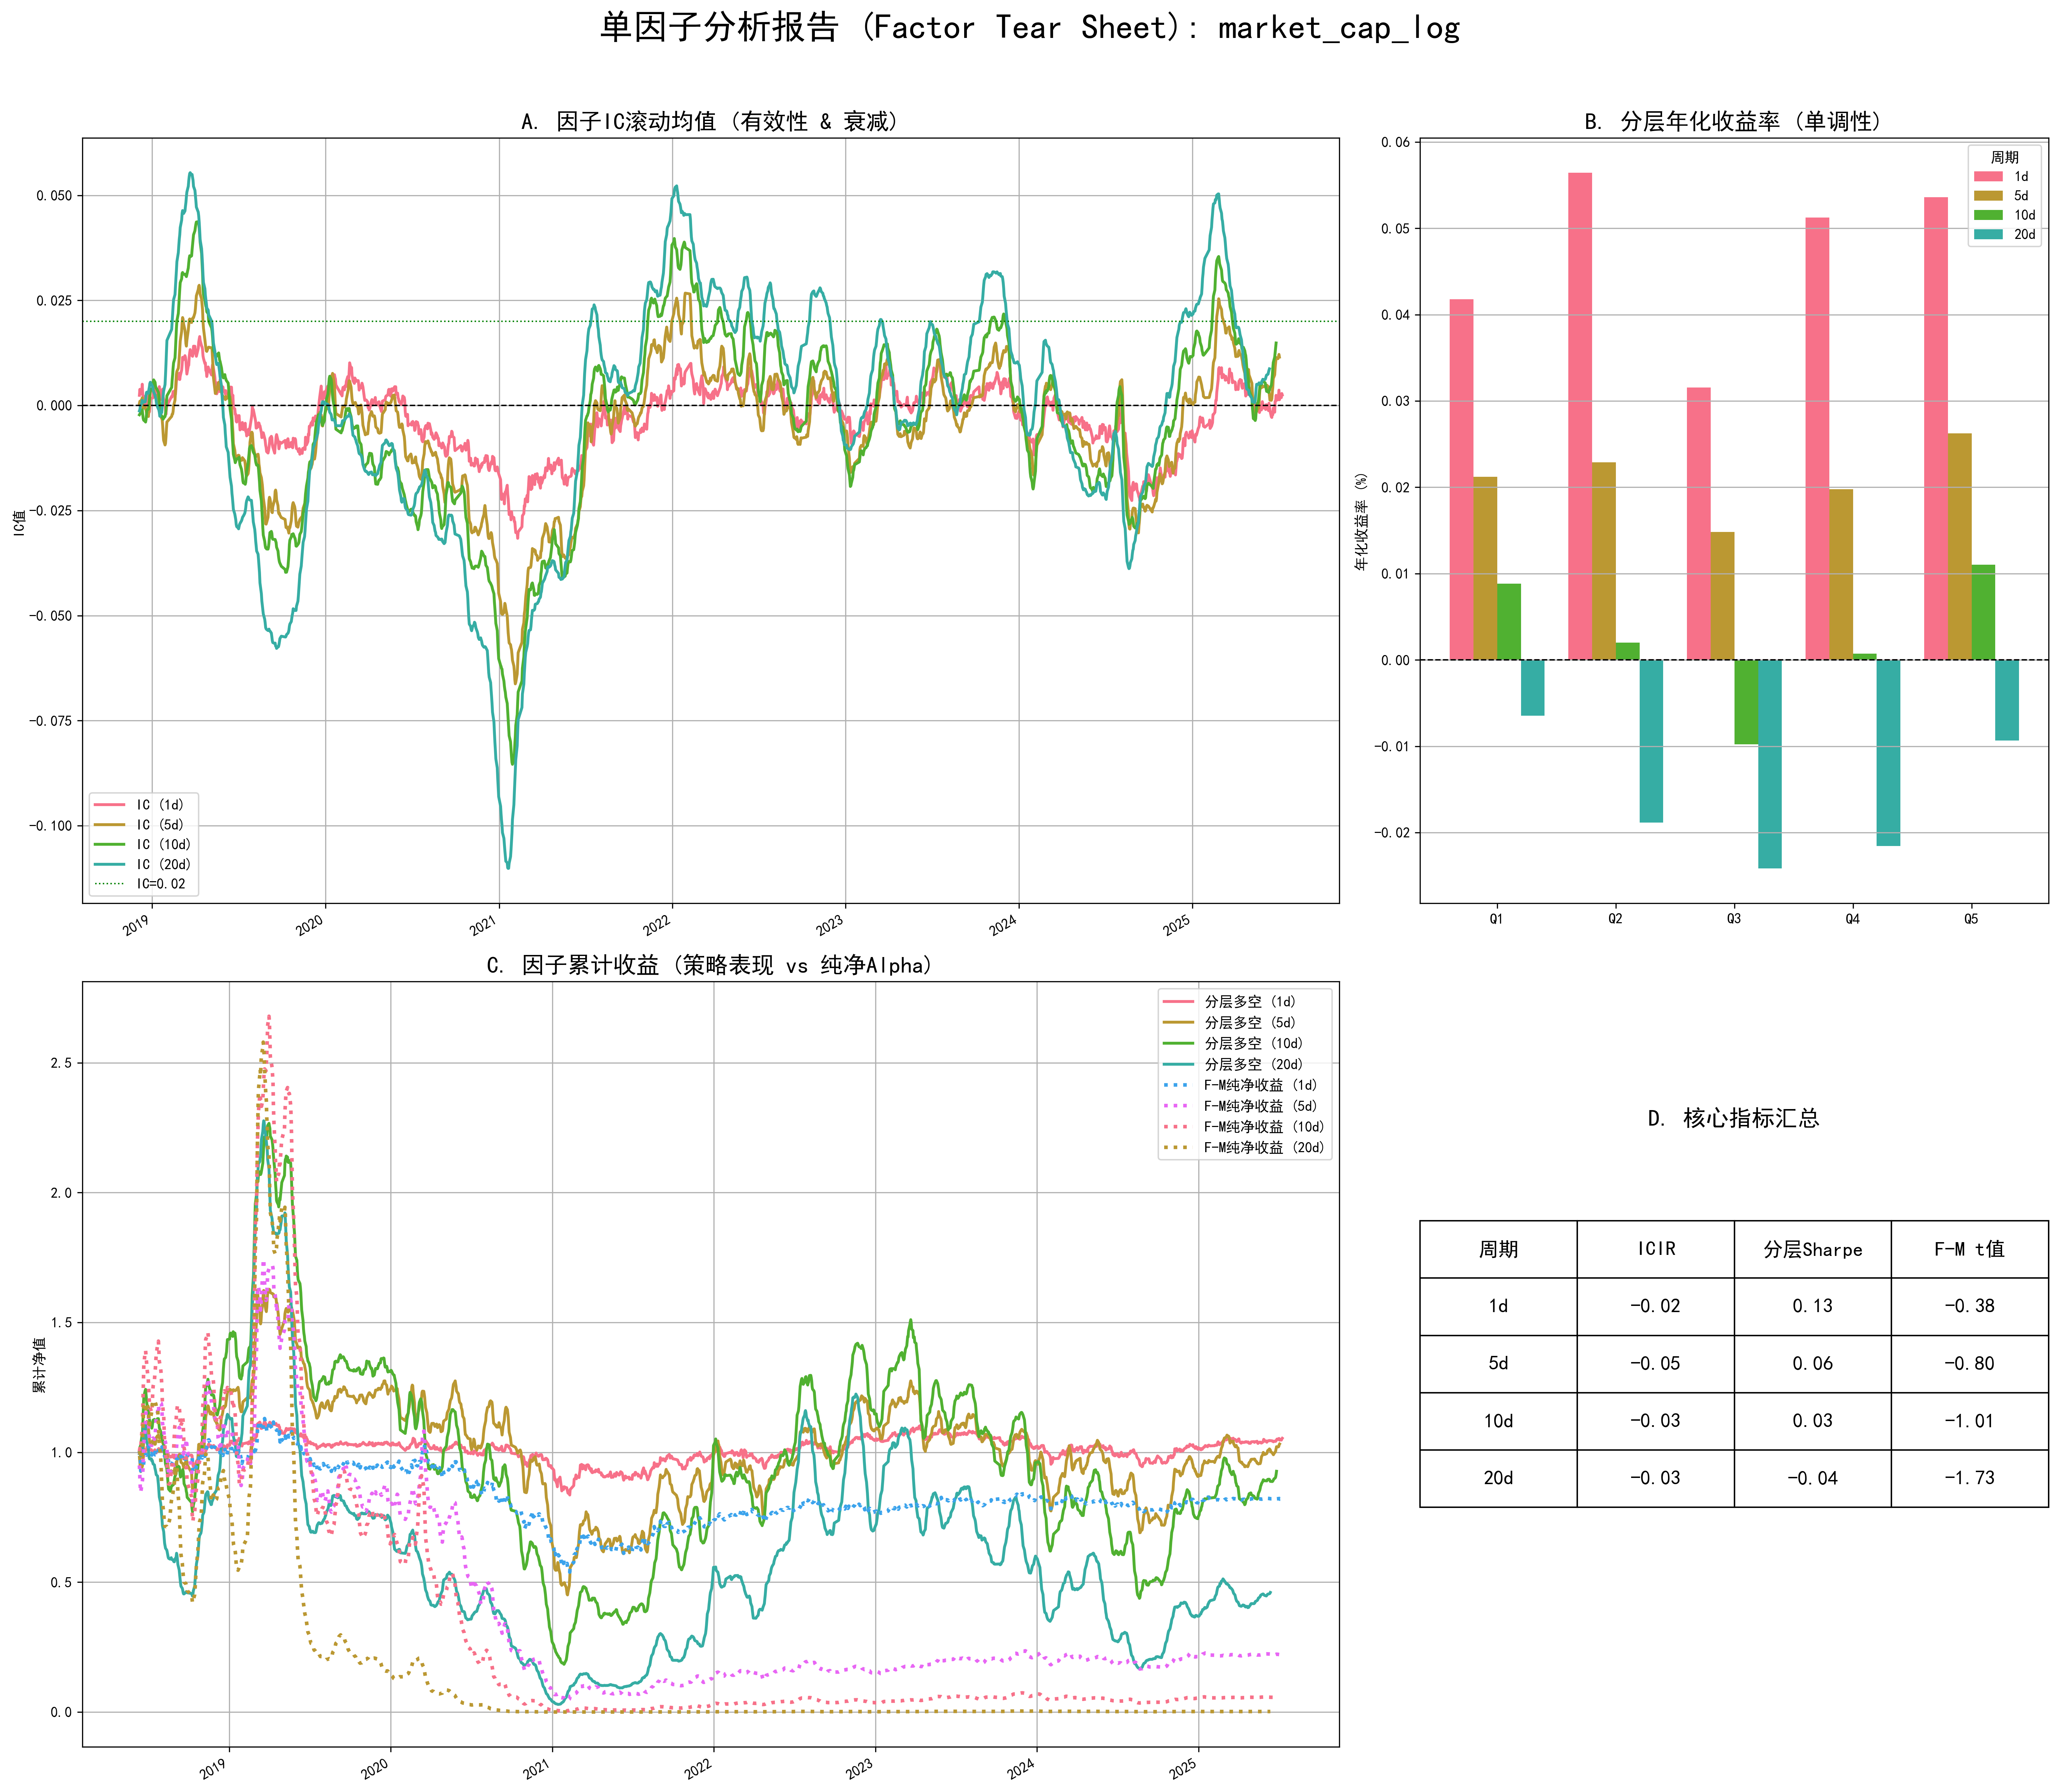 单因子分析报告 (Factor Tear Sheet): market_cap_log
A. 因子IC滚动均值 (有效性 & 衰减)
IC值
0.050
0.025
0.000
-0.025
-0.050
-0.075
-0.100
IC (1d)
IC (5d)
IC (10d)
IC (20d)
IC=0.02
2019
2020
2021
2022
2023
2024
2025
B. 分层年化收益率 (单调性)
年化收益率 (%)
0.06
0.05
0.04
0.03
0.02
0.01
0.00
-0.01
-0.02
周期
1d
5d
10d
20d
Q1
Q2
Q3
Q4
Q5
C. 因子累计收益 (策略表现 vs 纯净Alpha)
累计净值
2.5
2.0
1.5
1.0
0.5
0.0
分层多空 (1d)
分层多空 (5d)
分层多空 (10d)
分层多空 (20d)
F-M纯净收益 (1d)
F-M纯净收益 (5d)
F-M纯净收益 (10d)
F-M纯净收益 (20d)
2019
2020
2021
2022
2023
2024
2025
D. 核心指标汇总
周期 ICIR 分层Sharpe F-M t值
1d -0.02 0.13 -0.38
5d -0.05 0.06 -0.80
10d -0.03 0.03 -1.01
20d -0.03 -0.04 -1.73